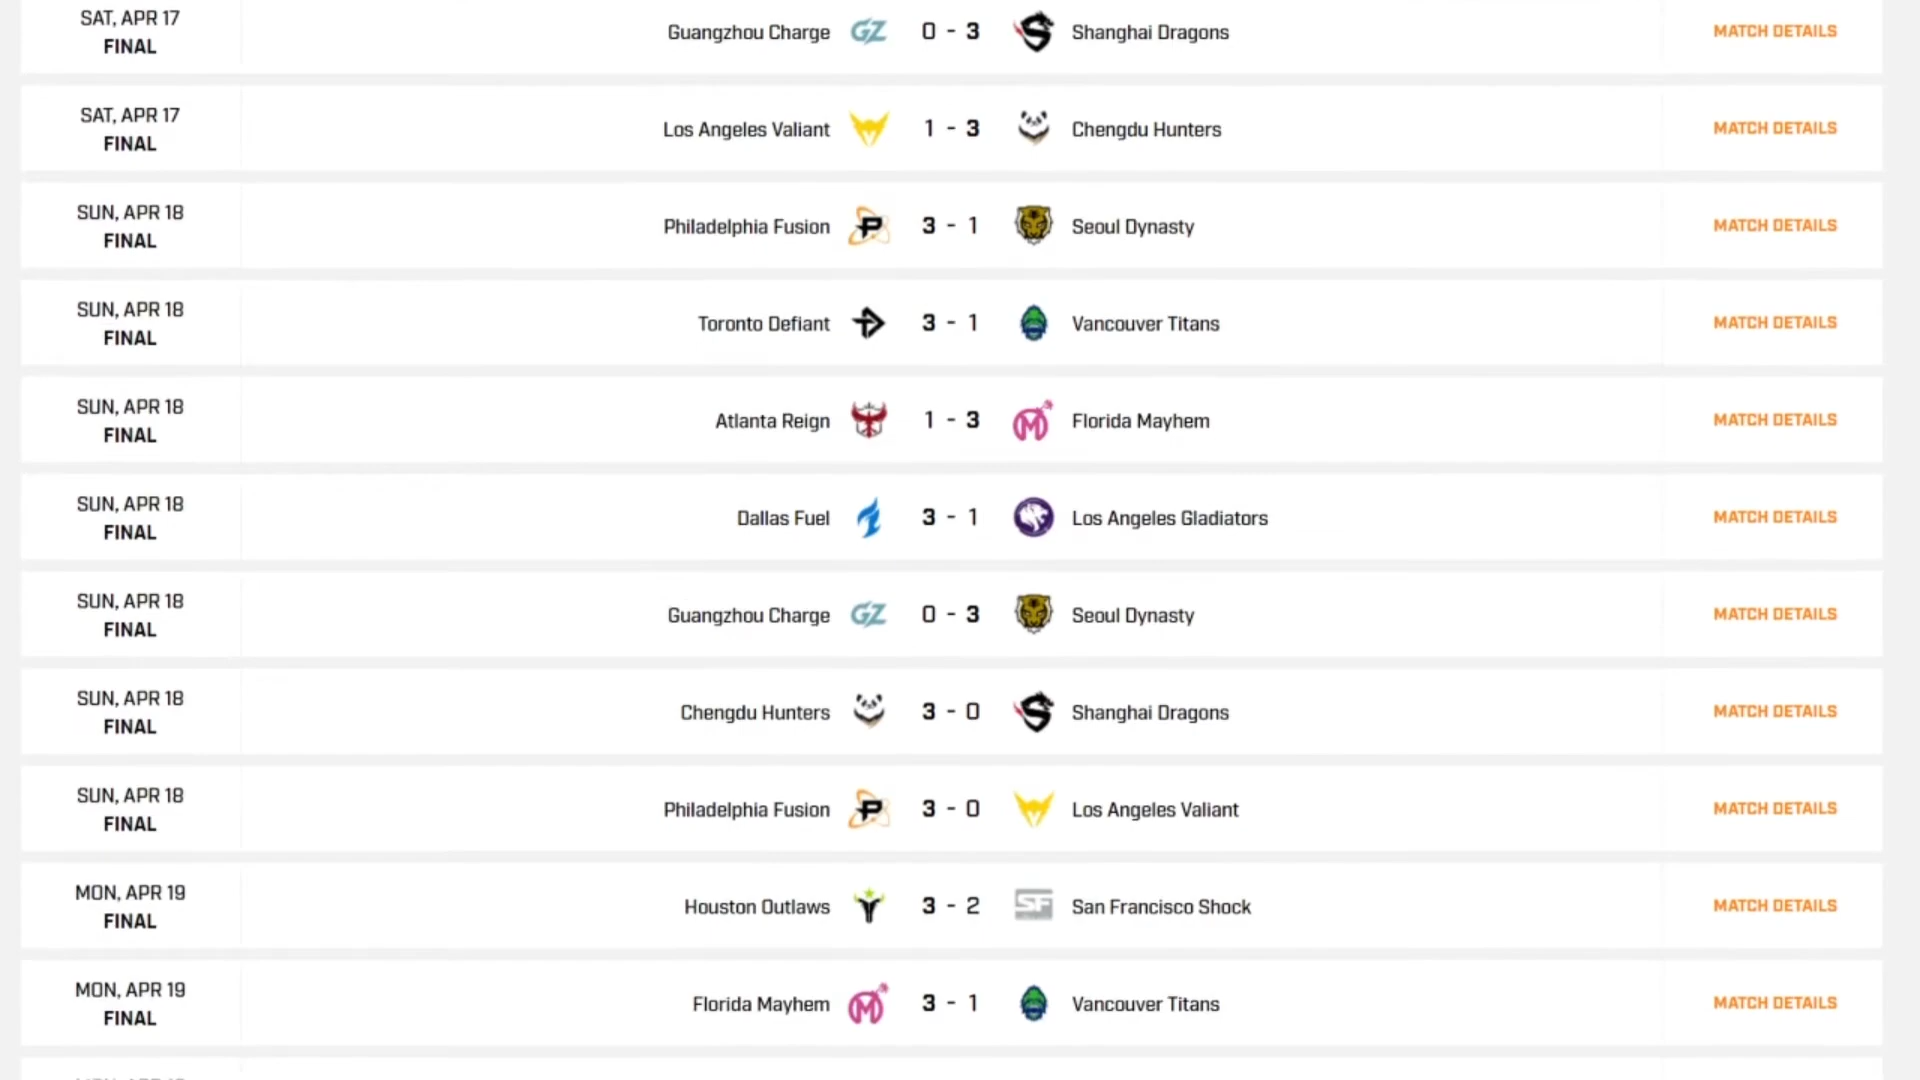 SAT, APR 17
FINAL
Guangzhou Charge GZ 0 - 3 Shanghai Dragons
MATCH DETAILS
SAT, APR 17
FINAL
Los Angeles Valiant 1 - 3 Chengdu Hunters
MATCH DETAILS
SUN, APR 18
FINAL
Philadelphia Fusion P 3 - 1 Seoul Dynasty
MATCH DETAILS
SUN, APR 18
FINAL
Toronto Defiant 3 - 1 Vancouver Titans
MATCH DETAILS
SUN, APR 18
FINAL
Atlanta Reign 1 - 3 M Florida Mayhem
MATCH DETAILS
SUN, APR 18
FINAL
Dallas Fuel 3 - 1 Los Angeles Gladiators
MATCH DETAILS
SUN, APR 18
FINAL
Guangzhou Charge GZ 0 - 3 Seoul Dynasty
MATCH DETAILS
SUN, APR 18
FINAL
Chengdu Hunters 3 - 0 Shanghai Dragons
MATCH DETAILS
SUN, APR 18
FINAL
Philadelphia Fusion P 3 - 0 Los Angeles Valiant
MATCH DETAILS
MON, APR 19
FINAL
Houston Outlaws 3 - 2 SF San Francisco Shock
MATCH DETAILS
MON, APR 19
FINAL
Florida Mayhem M 3 - 1 Vancouver Titans
MATCH DETAILS